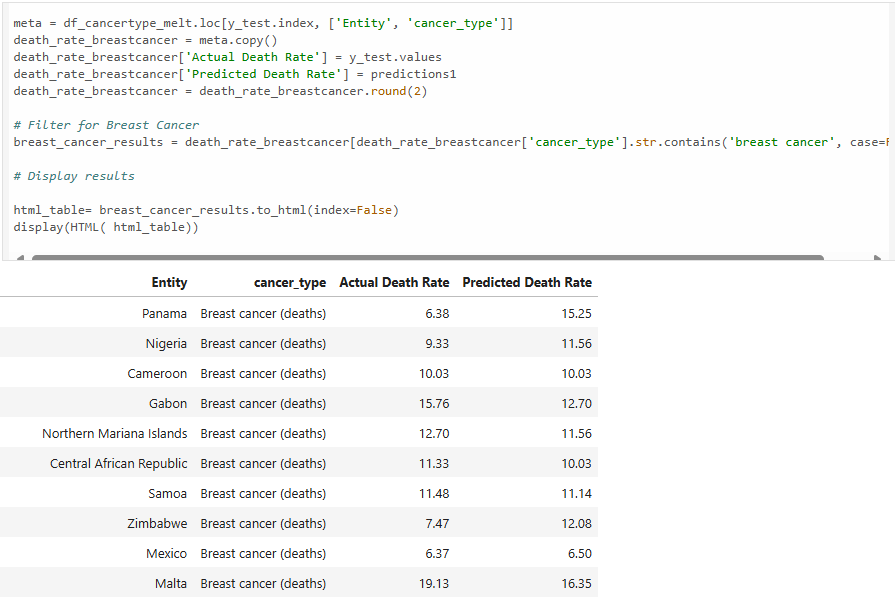 meta = df_cancertype_melt.loc[y_test.index, ['Entity', 'cancer_type']]
death_rate_breastcancer = meta.copy()
death_rate_breastcancer['Actual Death Rate'] = y_test.values
death_rate_breastcancer['Predicted Death Rate'] = predictions1
death_rate_breastcancer = death_rate_breastcancer.round(2)
# Filter for Breast Cancer
breast_cancer_results = death_rate_breastcancer[death_rate_breastcancer['cancer_type'].str.contains('breast cancer', case=
# Display results
html_table= breast_cancer_results.to_html(index=False)
display(HTML( html_table))
Entity cancer_type Actual Death Rate Predicted Death Rate
Panama Breast cancer (deaths) 6.38 15.25
Nigeria Breast cancer (deaths) 9.33 11.56
Cameroon Breast cancer (deaths) 10.03 10.03
Gabon Breast cancer (deaths) 15.76 12.70
Northern Mariana Islands Breast cancer (deaths) 12.70 11.56
Central African Republic Breast cancer (deaths) 11.33 10.03
Samoa Breast cancer (deaths) 11.48 11.14
Zimbabwe Breast cancer (deaths) 7.47 12.08
Mexico Breast cancer (deaths) 6.37 6.50
Malta Breast cancer (deaths) 19.13 16.35